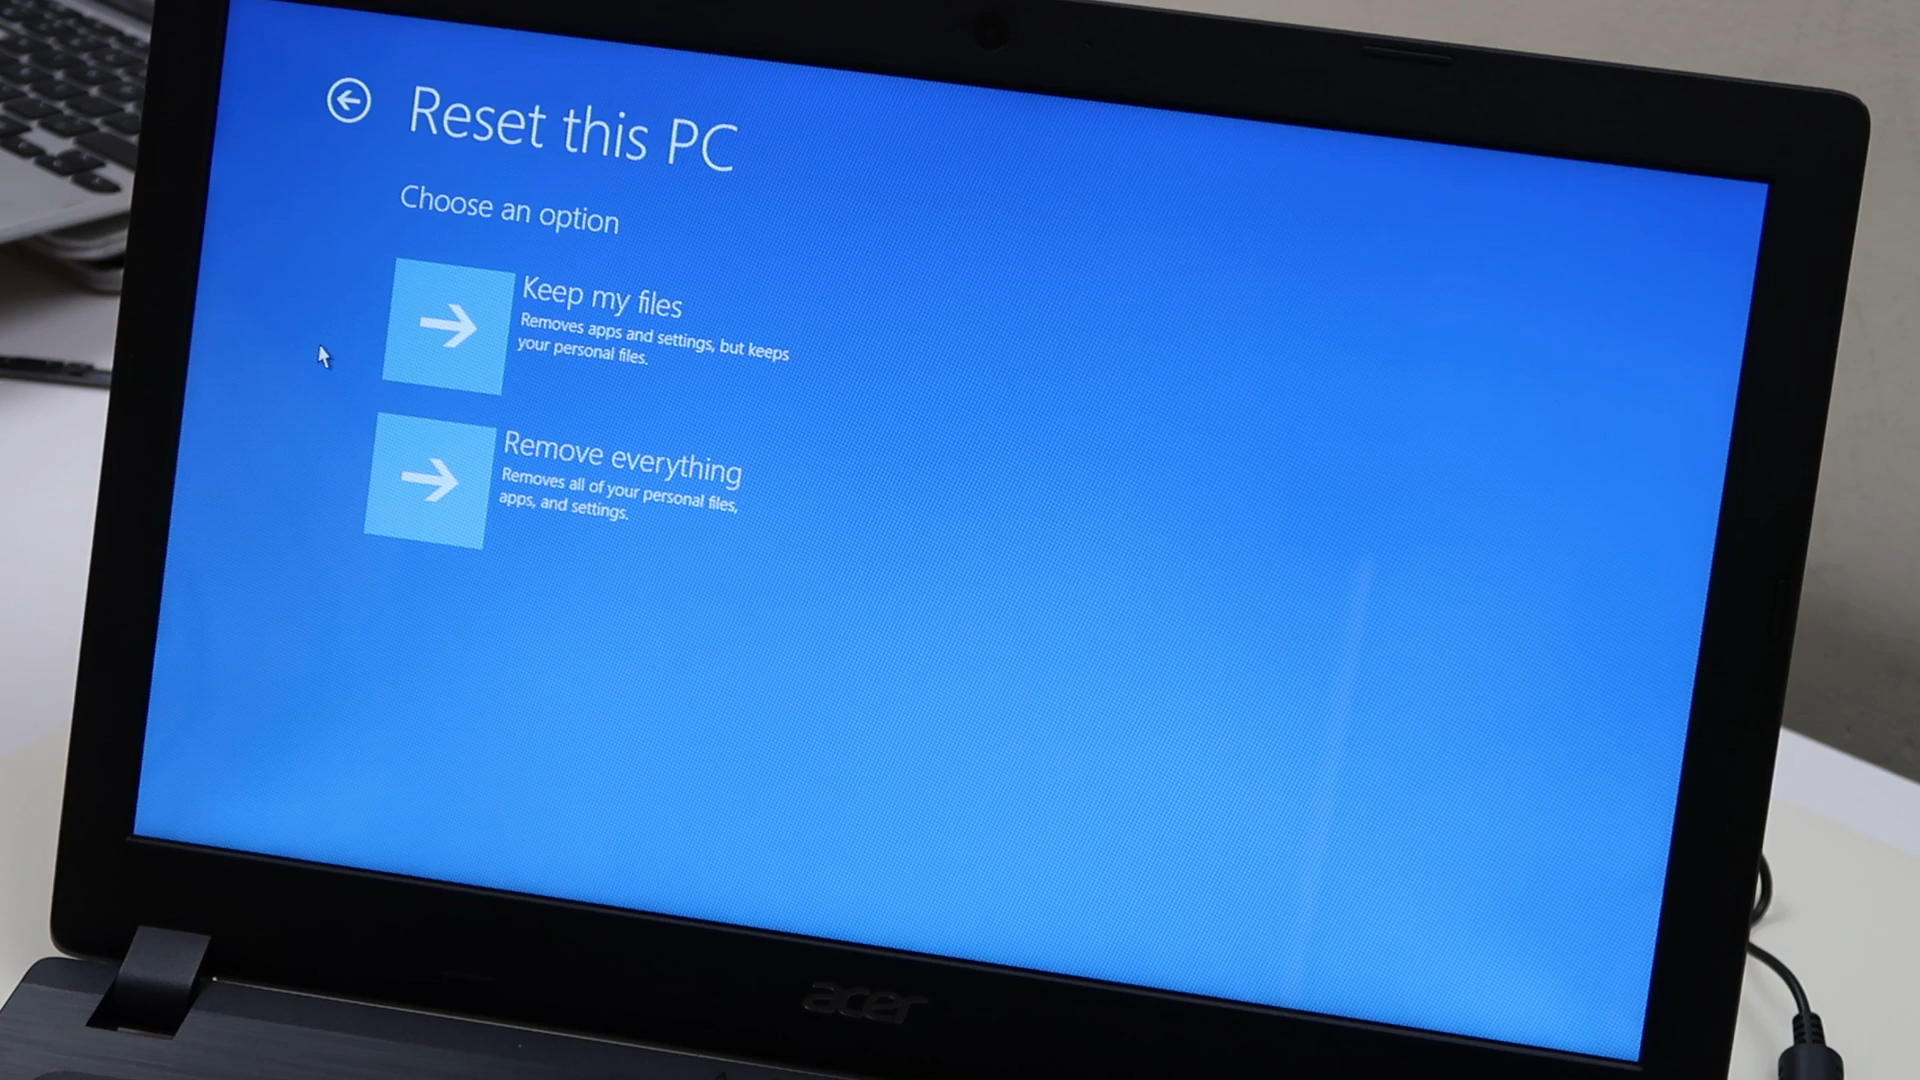 Reset this PC
Choose an option
Keep my files
Removes apps and settings, but keeps
your personal files.
Remove everything
Removes all of your personal files,
apps, and settings.
acer